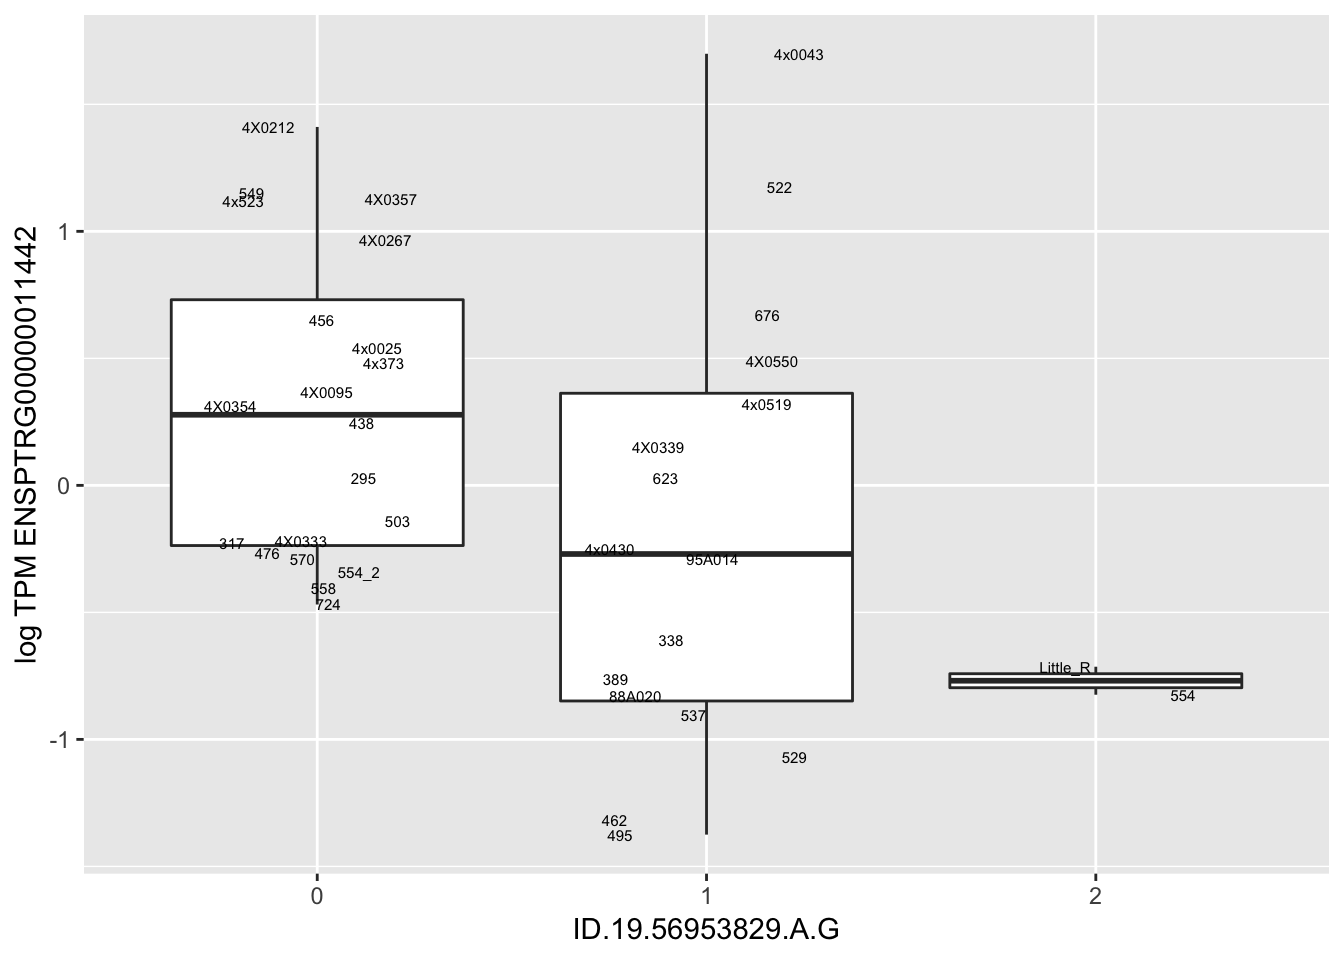 4x0043
4X0212
522
549
4x523
4X0357
1
4X0267
676
456
4x0025
4X0550
4x373
4X0095
4x0519
4X0354
438
4X0339
295
623
0
503
317
4X0333
476
570
4x0430
95A014
554_2
558
724
338
Little_R
389
88A020
554
537
-1
529
462
495
0 1 2
ID.19.56953829.A.G
log TPM ENSPTRG00000011442